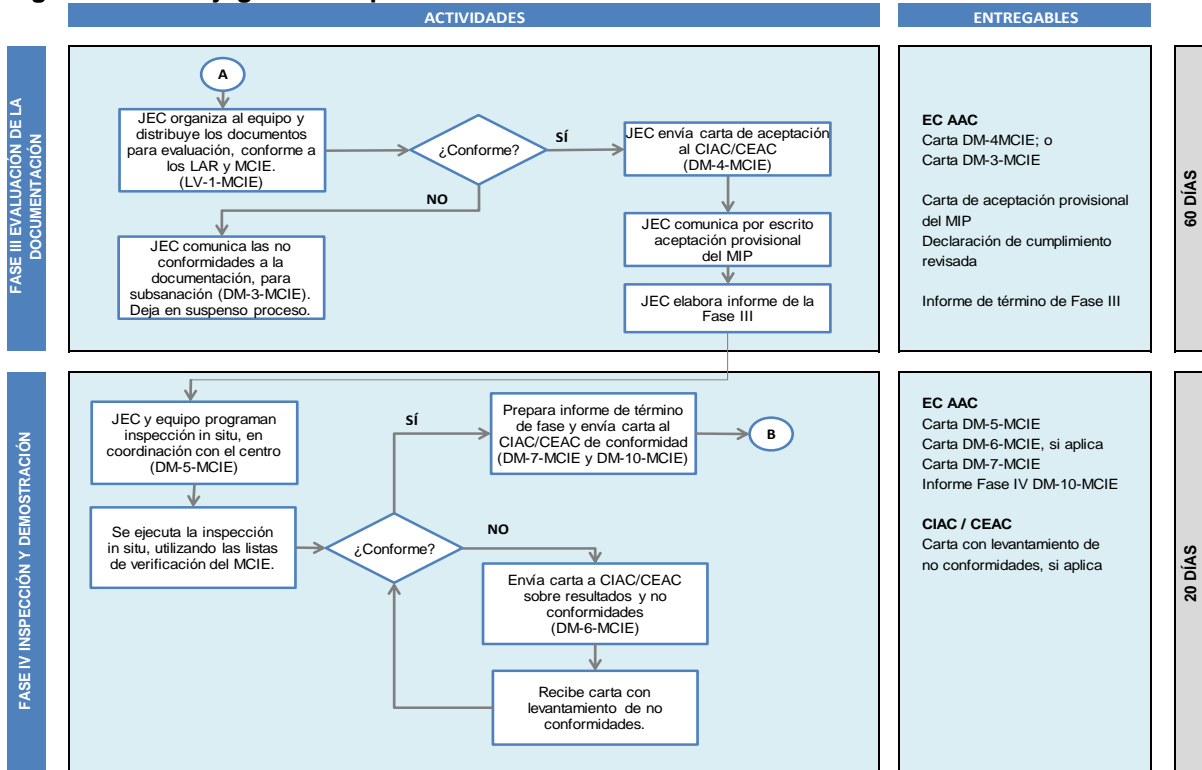 ACTIVIDADES
ENTREGABLES
FASE III EVALUACIÓN DE LA
DOCUMENTACIÓN
A
JEC organiza al equipo y
distribuye los documentos
para evaluación, conforme a
los LAR y MCIE.
(LV-1-MCIE)
¿Conforme?
SÍ
NO
JEC envía carta de aceptación
al CIAC/CEAC
(DM-4-MCIE)
JEC comunica las no
conformidades a la
documentación, para
subsanación (DM-3-MCIE).
Deja en suspenso proceso.
JEC comunica por escrito
aceptación provisional
del MIP
JEC elabora informe de la
Fase III
EC AAC
Carta DM-4MCIE; o
Carta DM-3-MCIE
Carta de aceptación provisional
del MIP
Declaración de cumplimiento
revisada
Informe de término de Fase III
60 DÍAS
FASE IV INSPECCIÓN Y DEMOSTRACIÓN
JEC y equipo programan
inspección in situ, en
coordinación con el centro
(DM-5-MCIE)
Se ejecuta la inspección
in situ, utilizando las listas
de verificación del MCIE.
¿Conforme?
SÍ
NO
Prepara informe de término
de fase y envía carta al
CIAC/CEAC de conformidad
(DM-7-MCIE y DM-10-MCIE)
B
Envía carta a CIAC/CEAC
sobre resultados y no
conformidades
(DM-6-MCIE)
Recibe carta con
levantamiento de no
conformidades.
EC AAC
Carta DM-5-MCIE
Carta DM-6-MCIE, si aplica
Carta DM-7-MCIE
Informe Fase IV DM-10-MCIE
CIAC / CEAC
Carta con levantamiento de
no conformidades, si aplica
20 DÍAS